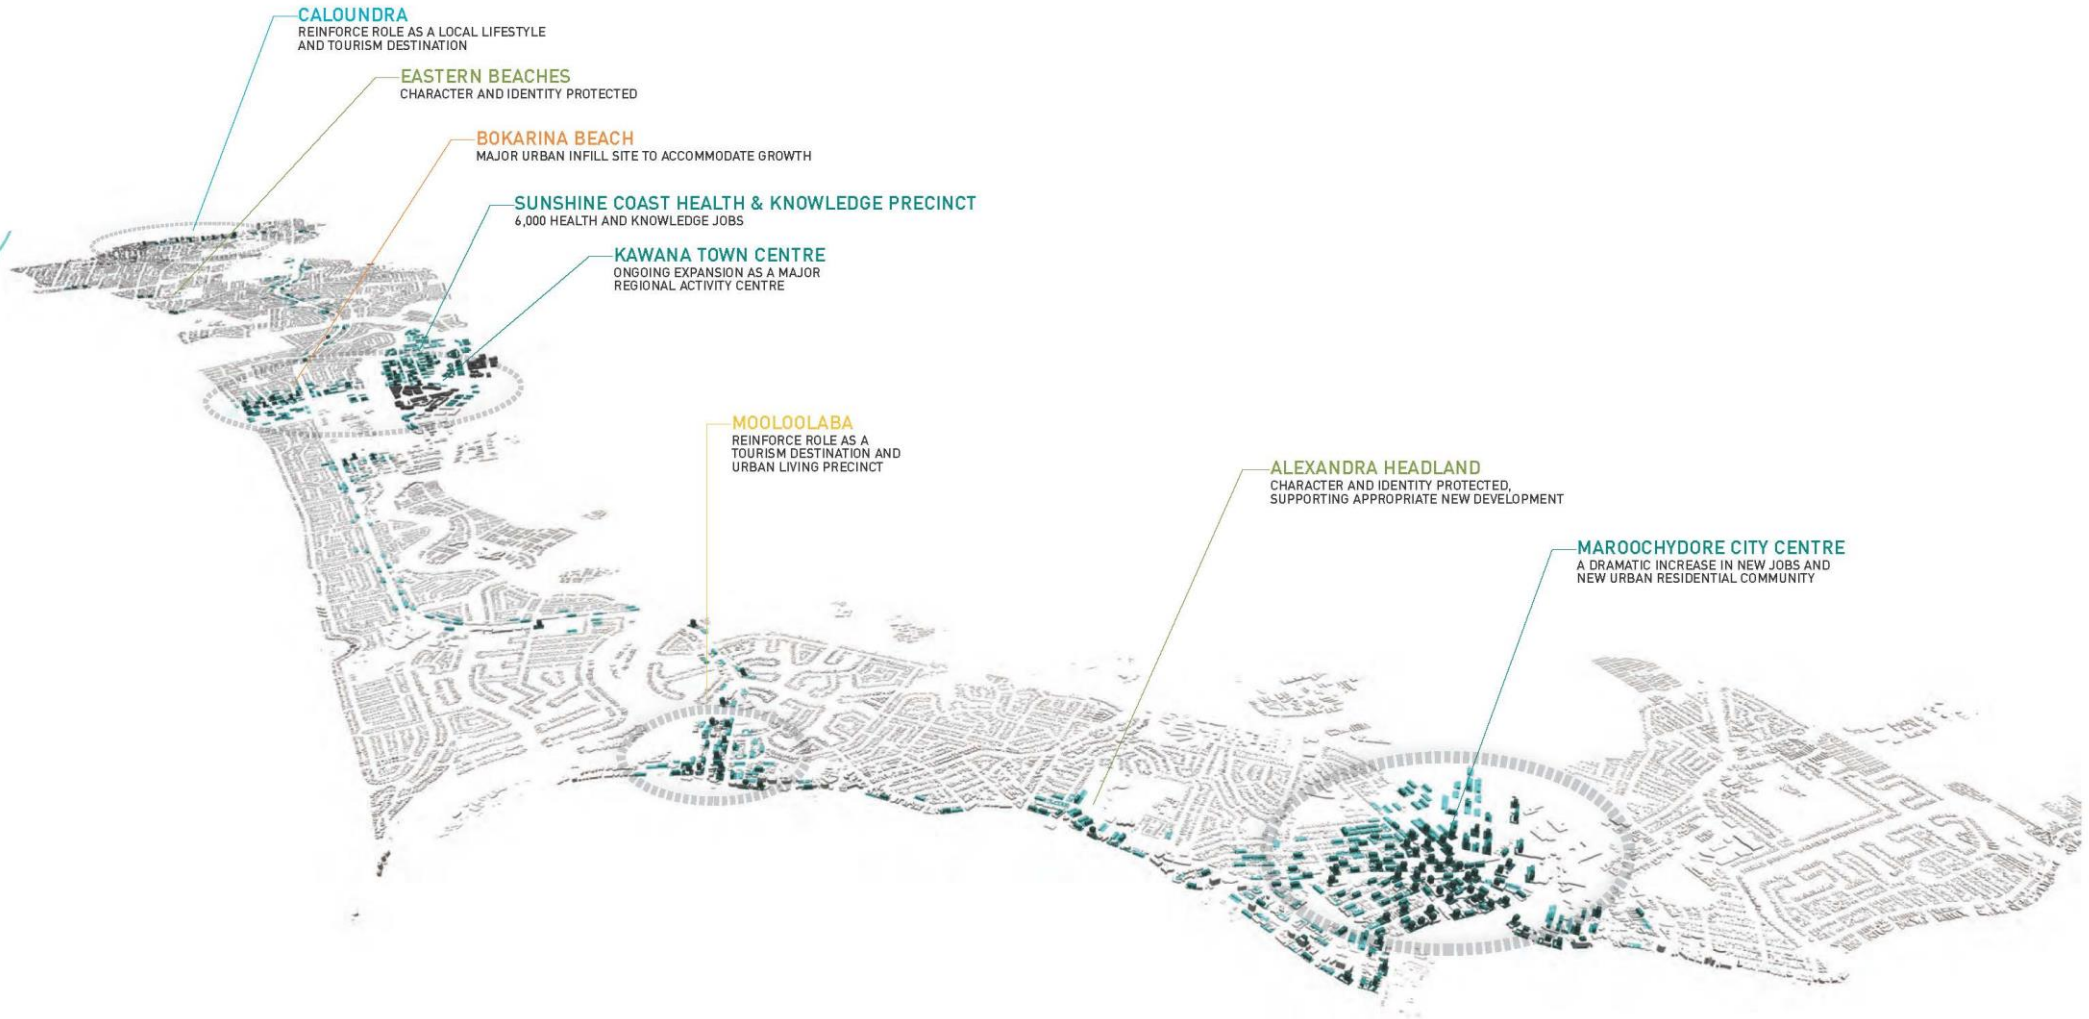 CALOUNDRA
REINFORCE ROLE AS A LOCAL LIFESTYLE
AND TOURISM DESTINATION
EASTERN BEACHES
CHARACTER AND IDENTITY PROTECTED
BOKARINA BEACH
MAJOR URBAN INFILL SITE TO ACCOMMODATE GROWTH
SUNSHINE COAST HEALTH & KNOWLEDGE PRECINCT
6,000 HEALTH AND KNOWLEDGE JOBS
KAWANA TOWN CENTRE
ONGOING EXPANSION AS A MAJOR
REGIONAL ACTIVITY CENTRE
MOOLOOLABA
REINFORCE ROLE AS A
TOURISM DESTINATION AND
URBAN LIVING PRECINCT
ALEXANDRA HEADLAND
CHARACTER AND IDENTITY PROTECTED,
SUPPORTING APPROPRIATE NEW DEVELOPMENT
MAROOCHYDORE CITY CENTRE
A DRAMATIC INCREASE IN NEW JOBS AND
NEW URBAN RESIDENTIAL COMMUNITY